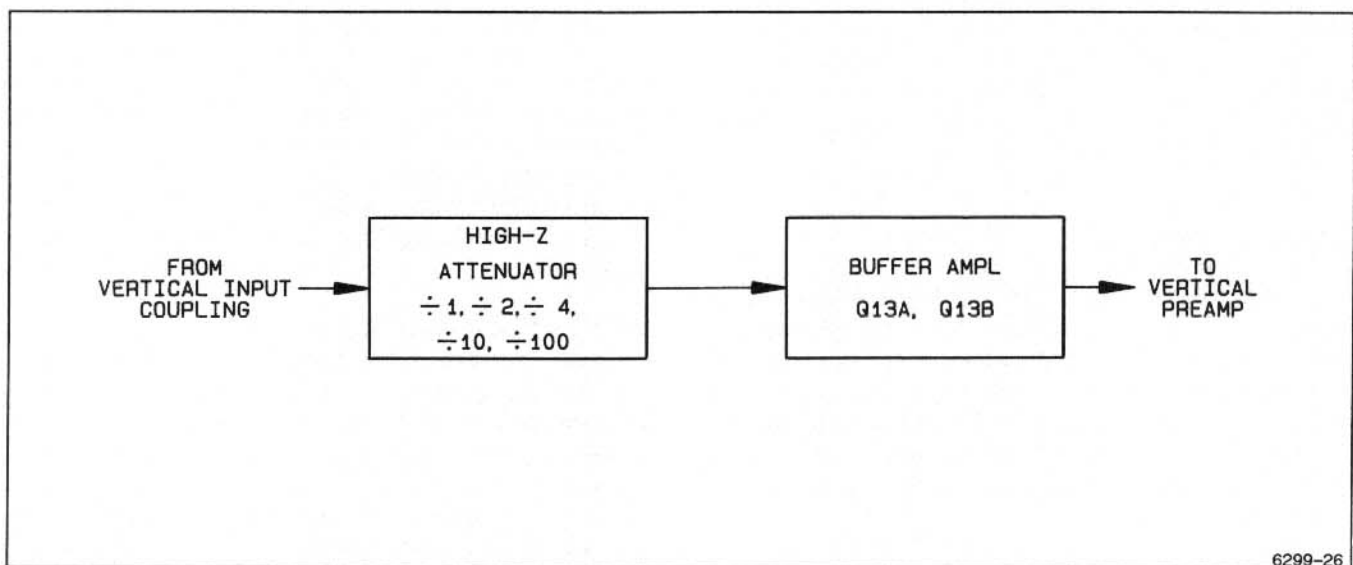 FROM
VERTICAL INPUT
COUPLING
HIGH-Z
ATTENUATOR
÷ 1, ÷ 2, ÷ 4,
÷10, ÷100
BUFFER AMPL
Q13A, Q13B
TO
VERTICAL
PREAMP
6299-26